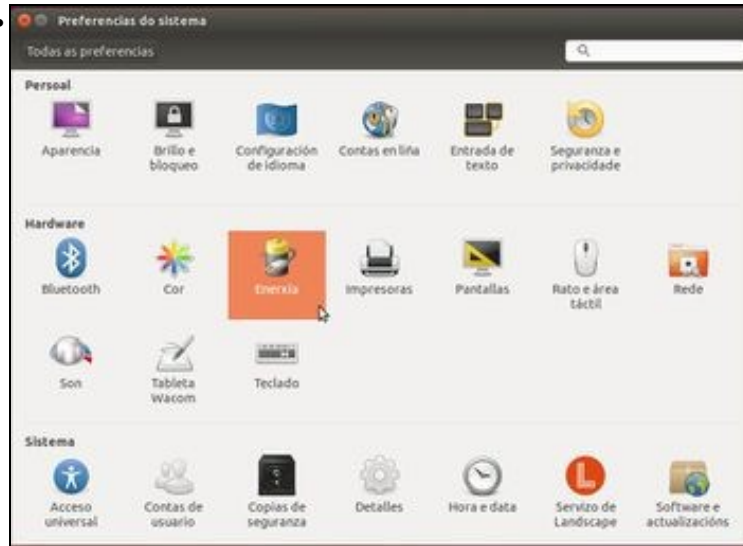 Preferencias do sistema
Todas as preferencias
Persoal
Aparencia
Brillo e
bloqueo
Configuración
de idioma
Contas en liña
Entrada de
texto
Seguranza e
privacidade
Hardware
Bluetooth
Cor
Enerxía
Impresoras
Pantallas
Rato e área
táctil
Rede
Son
Tableta
Wacom
Teclado
Sistema
Acceso
universal
Contas de
usuario
Copias de
seguranza
Detalles
Hora e data
Servizo de
Landscape
Software e
actualizacións